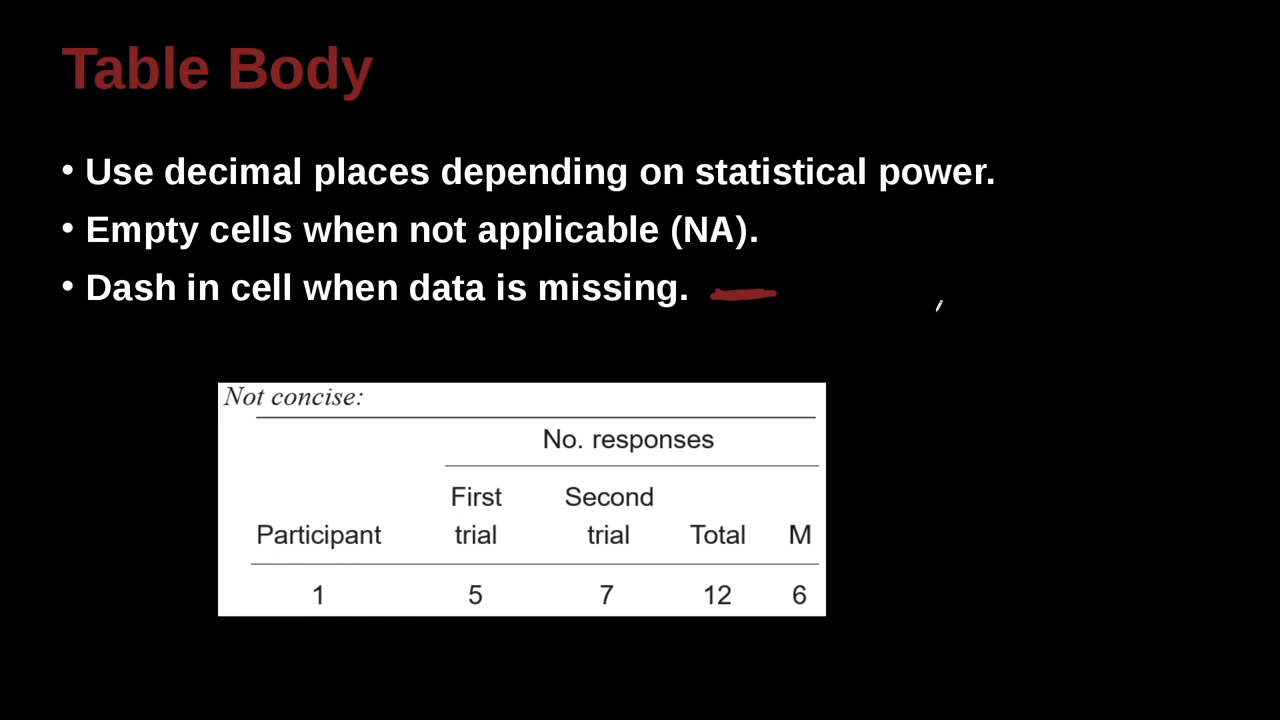 Table Body
• Use decimal places depending on statistical power.
• Empty cells when not applicable (NA).
• Dash in cell when data is missing.
Not concise:
No. responses
First Second
Participant trial trial Total M
1 5 7 12 6